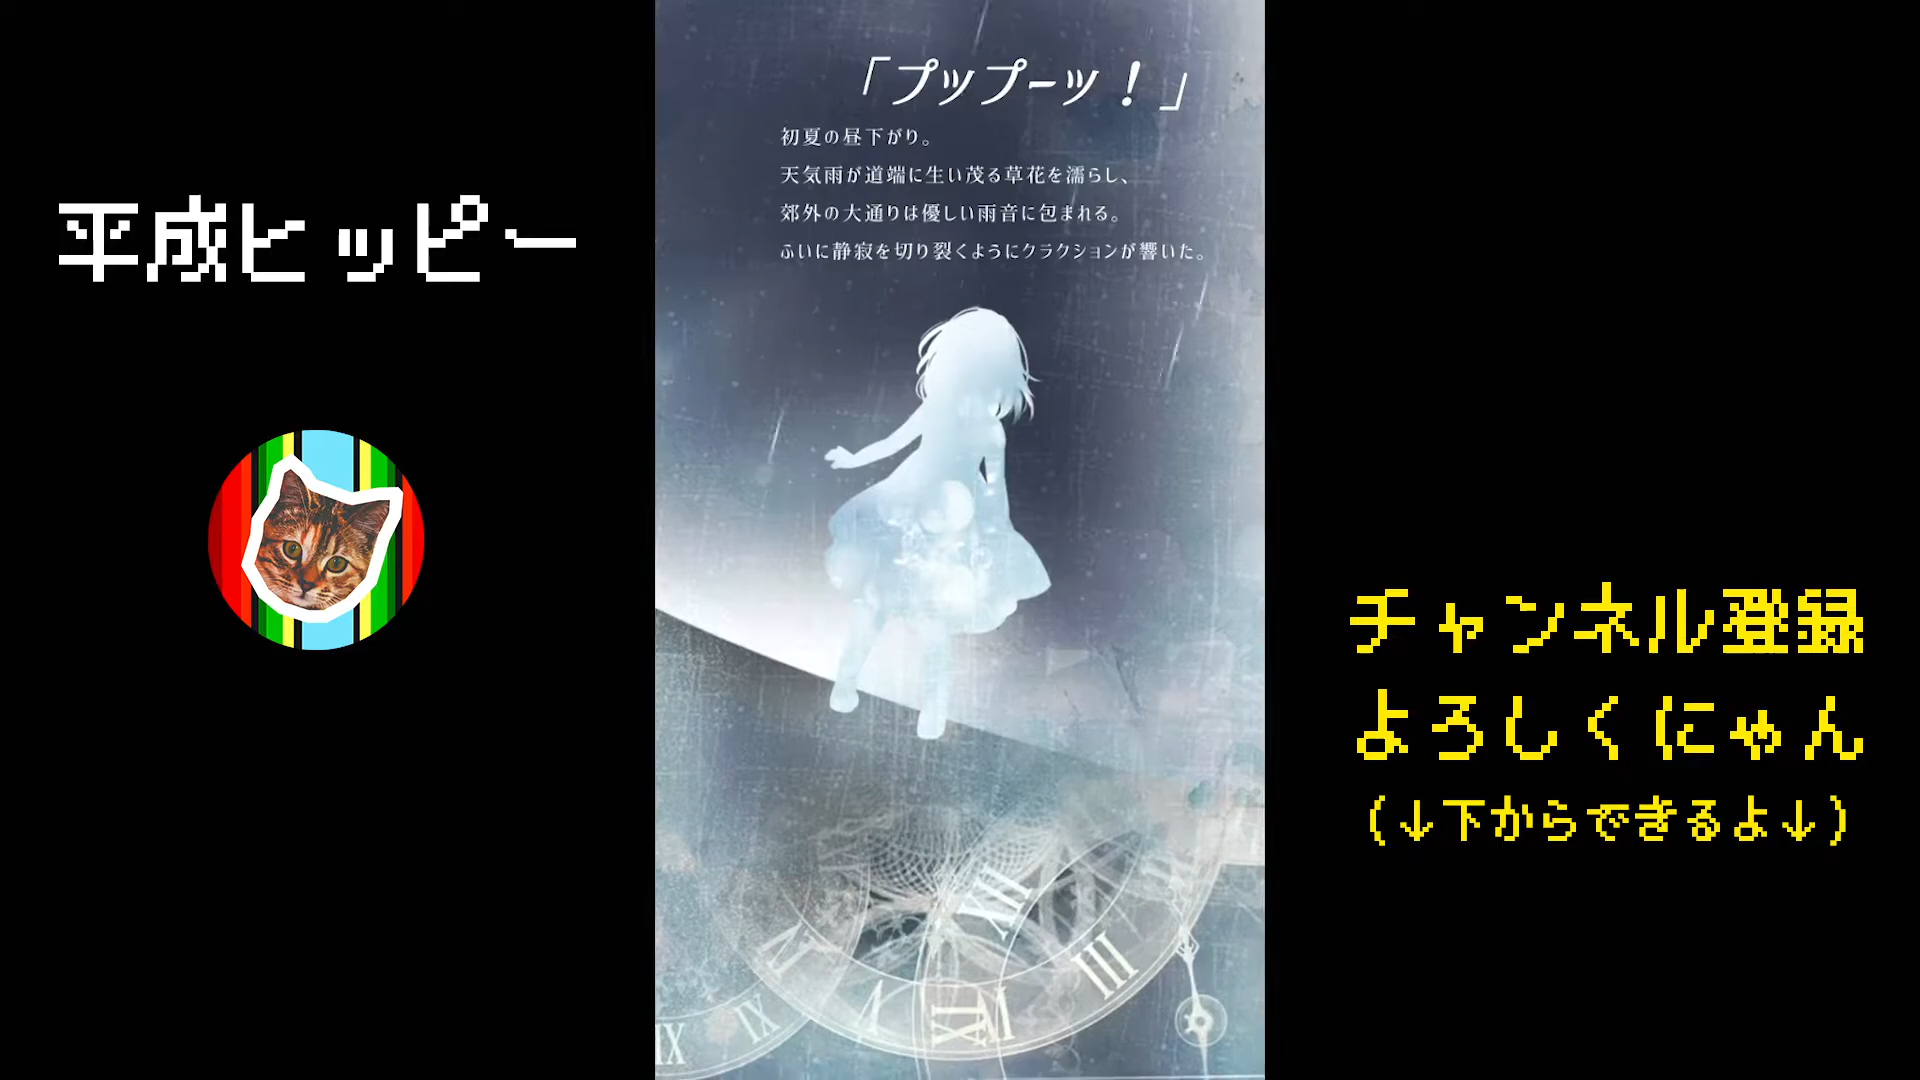 平成ヒッピー
「プップーッ！」
初夏の昼下がり。
天気雨が道端に生い茂る草花を濡らし、
郊外の大通りは優しい雨音に包まれる。
ふいに静寂を切り裂くようにクラクションが響いた。
チャンネル登録
よろしくにゃん
(↓下からできるよ↓)
XII
III
IX
IX